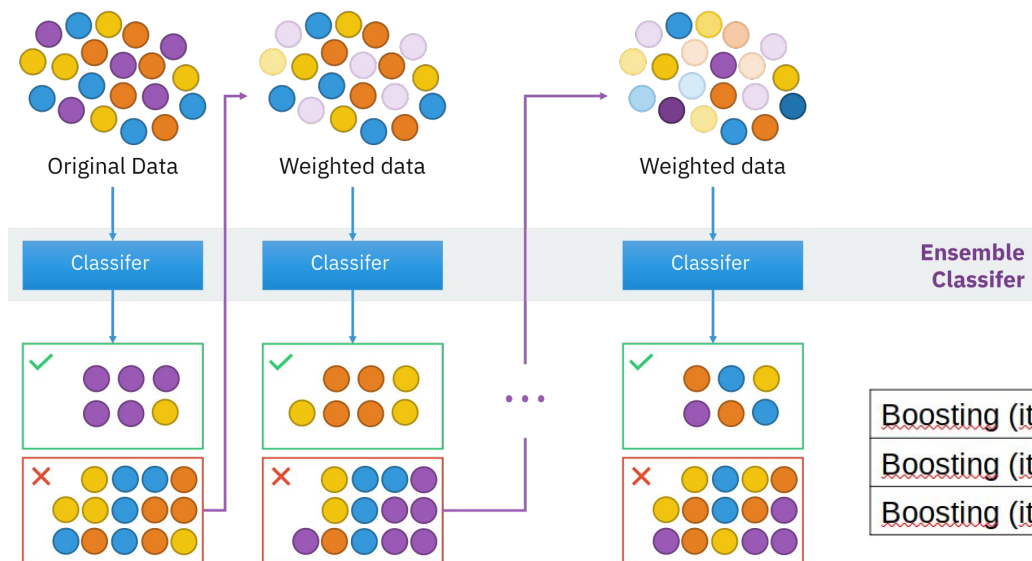 Original Data
Weighted data
Weighted data
Classifer
Classifer
Classifer
Ensemble
Classifer
Boosting (it
Boosting (it
Boosting (it